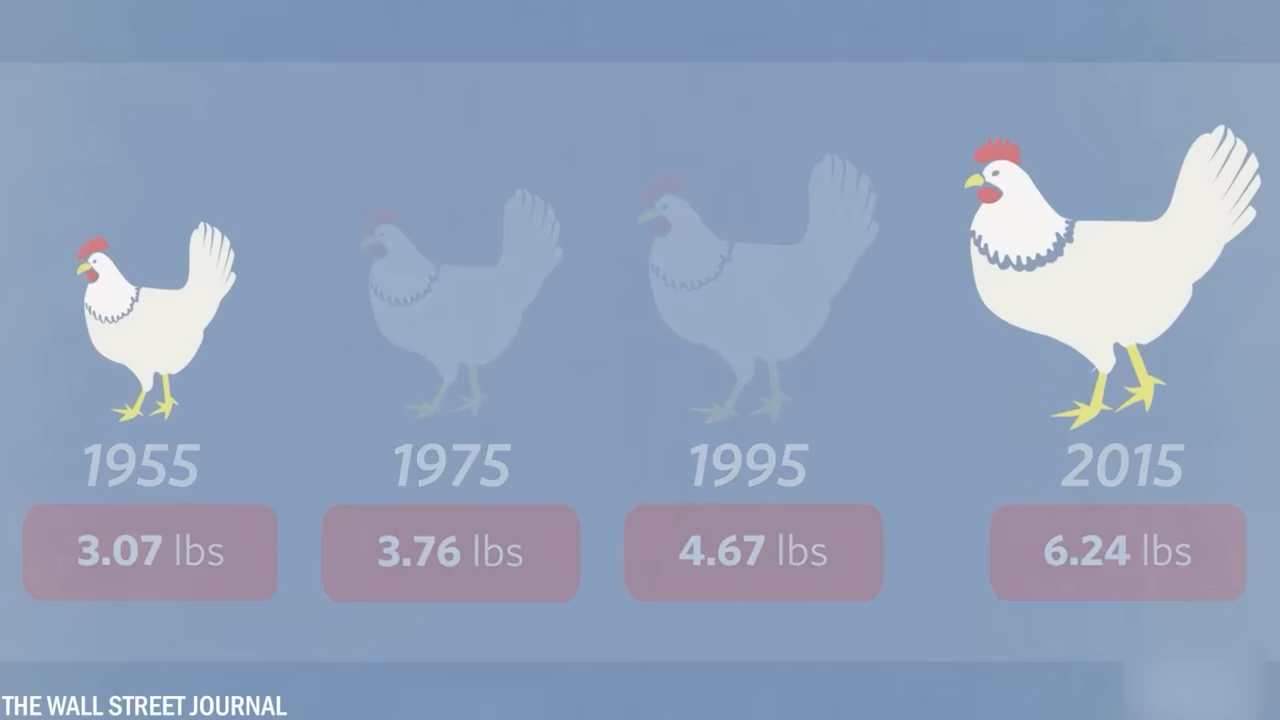 1955
1975
1995
2015
3.07 lbs
3.76 lbs
4.67 lbs
6.24 lbs
THE WALL STREET JOURNAL